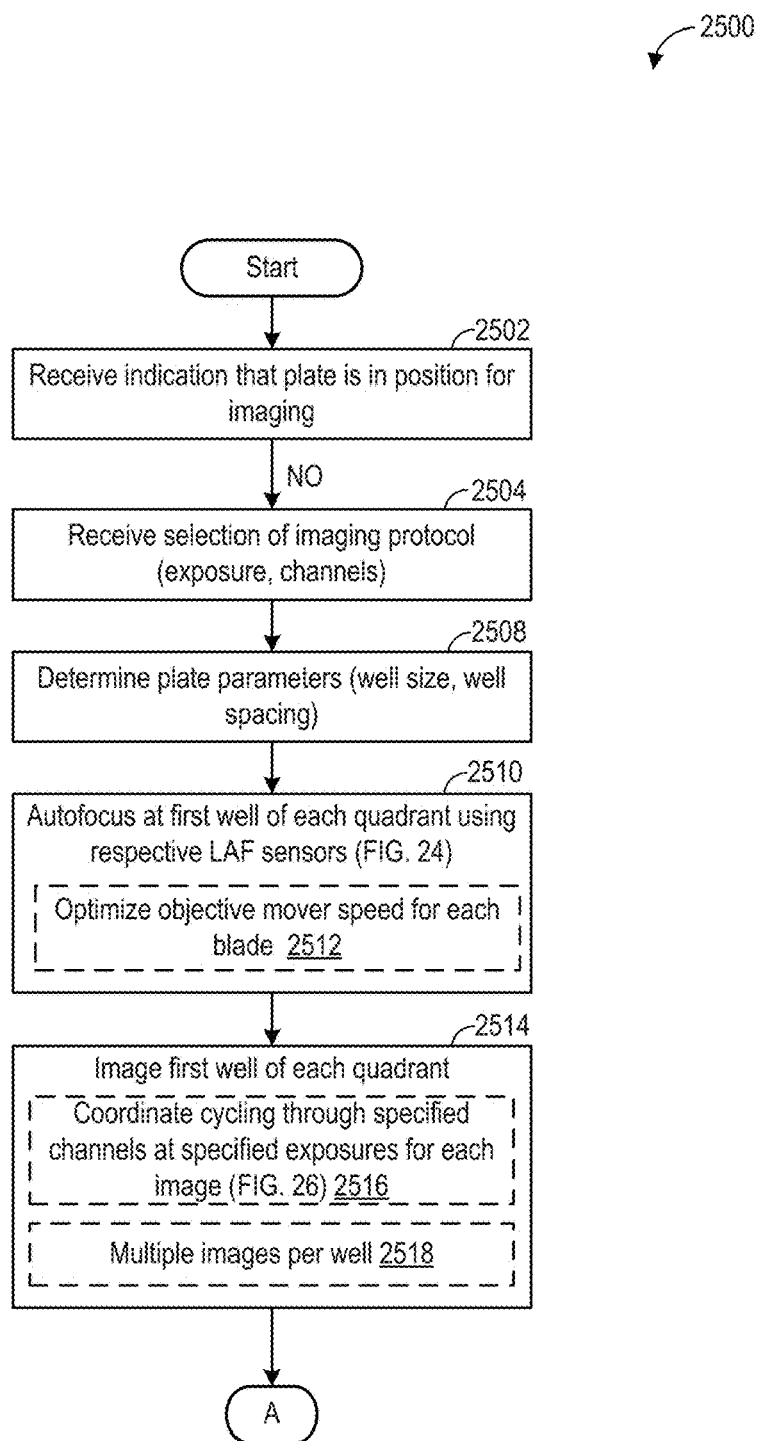 2500
Start
2502
Receive indication that plate is in position for
imaging
NO
2504
Receive selection of imaging protocol
(exposure, channels)
2508
Determine plate parameters (well size, well
spacing)
2510
Autofocus at first well of each quadrant using
respective LAF sensors (FIG. 24)
Optimize objective mover speed for each
blade 2512
2514
Image first well of each quadrant
Coordinate cycling through specified
channels at specified exposures for each
image (FIG. 26) 2516
Multiple images per well 2518
A